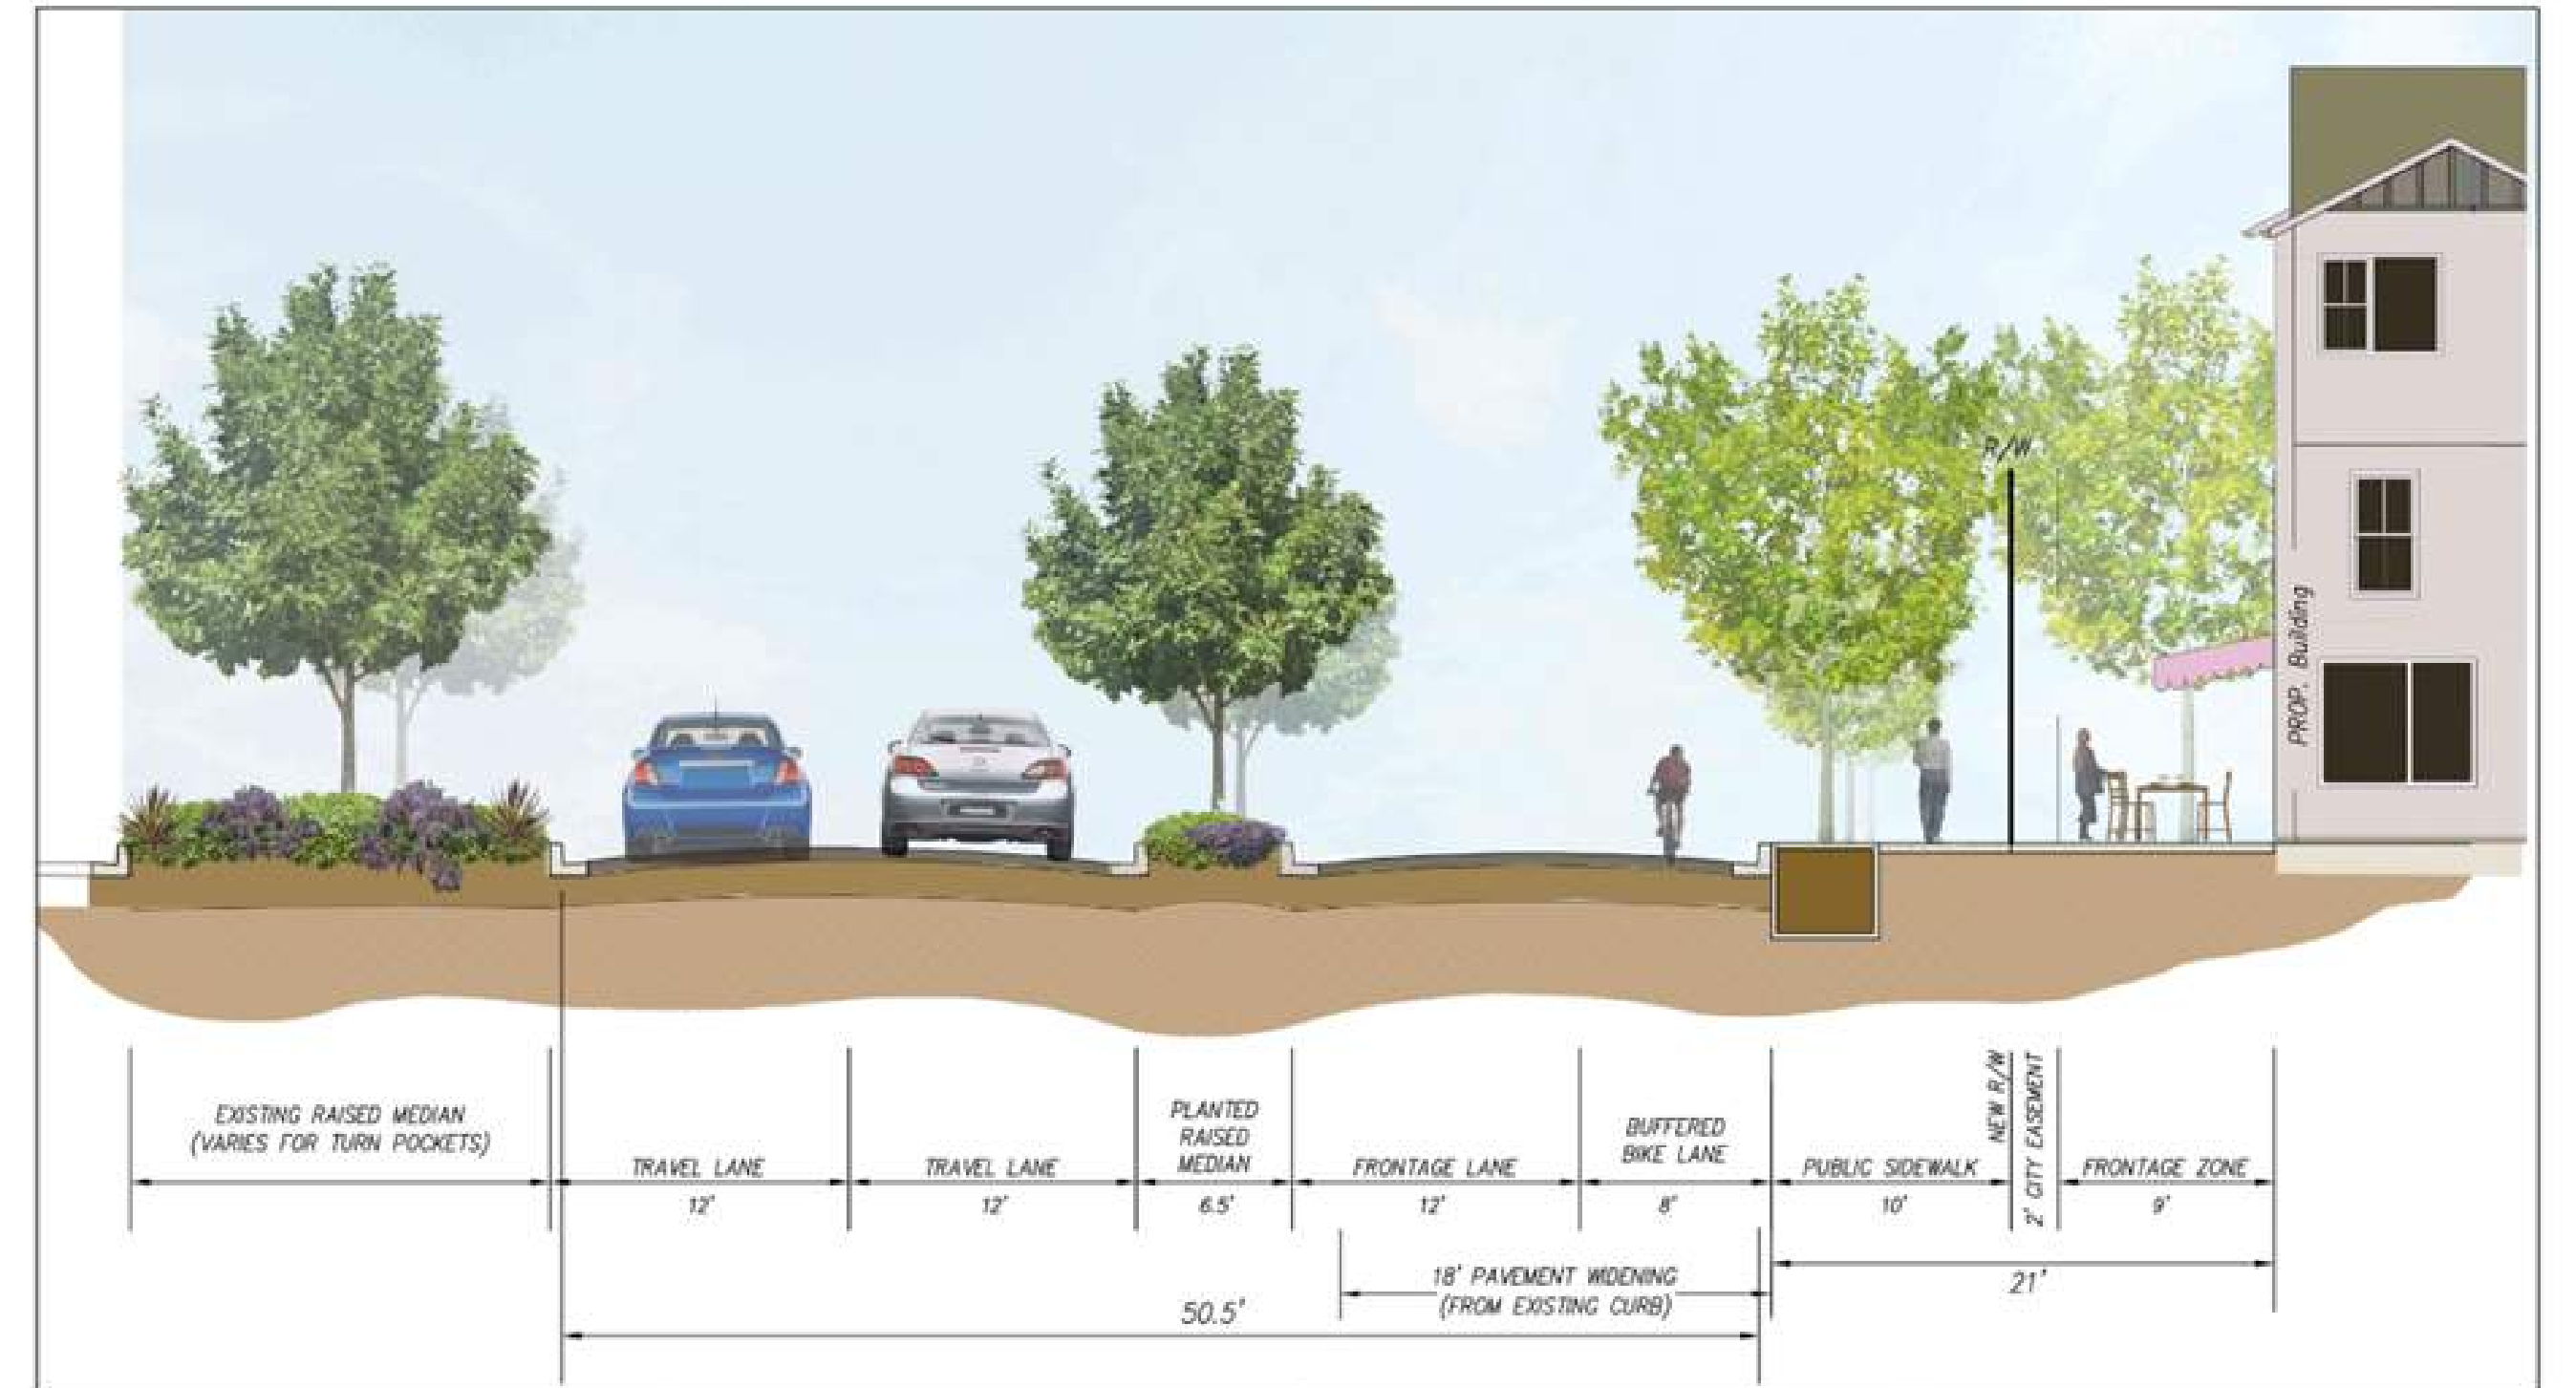 R/W
PROP. Building
EXISTING RAISED MEDIAN
(VARIES FOR TURN POCKETS)
TRAVEL LANE
12'
TRAVEL LANE
12'
PLANTED
RAISED
MEDIAN
6.5'
FRONTAGE LANE
12'
BUFFERED
BIKE LANE
8'
PUBLIC SIDEWALK
10'
NEW R/W
2' CITY EASEMENT
FRONTAGE ZONE
9'
18' PAVEMENT WIDENING
(FROM EXISTING CURB)
21'
50.5'